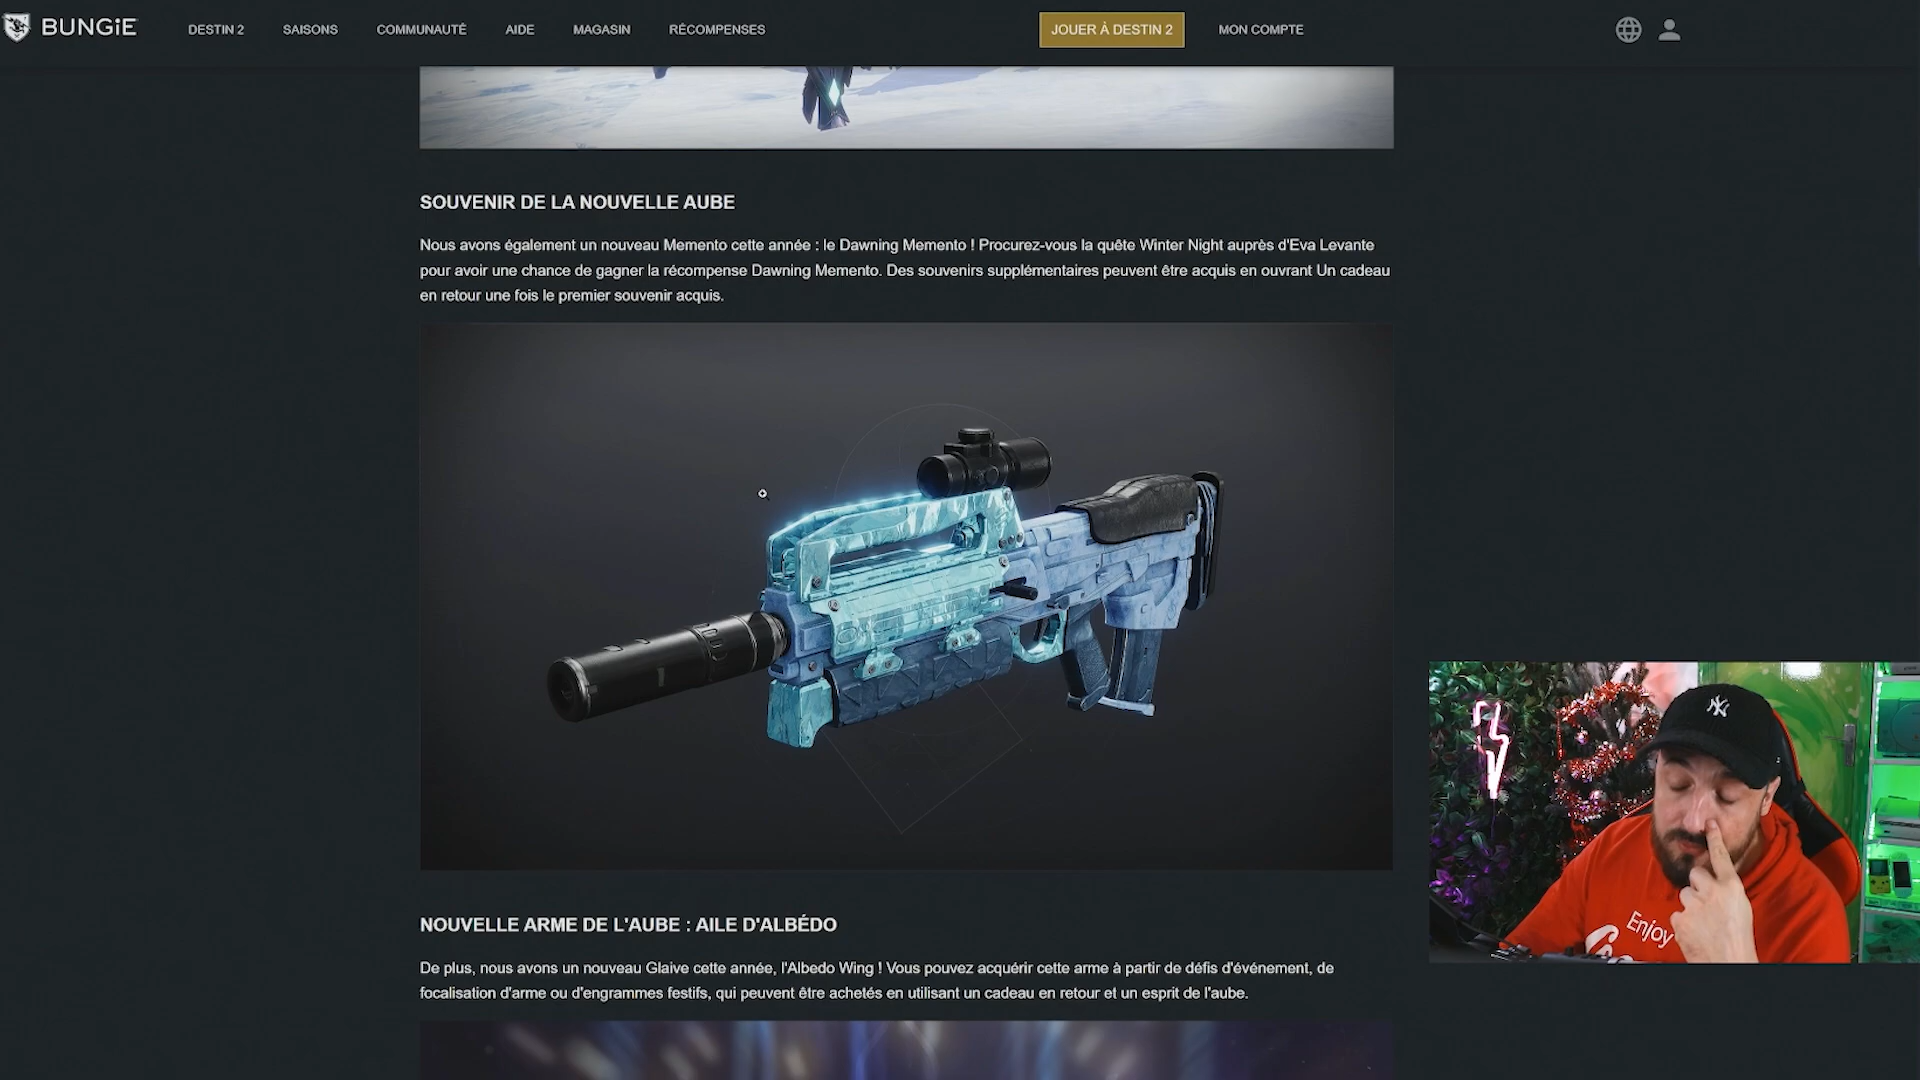 BUNGiE
DESTIN 2
SAISONS
COMMUNAUTÉ
AIDE
MAGASIN
RÉCOMPENSES
JOUER À DESTIN 2
MON COMPTE
SOUVENIR DE LA NOUVELLE AUBE
Nous avons également un nouveau Memento cette année : le Dawning Memento ! Procurez-vous la quête Winter Night auprès d'Eva Levante
pour avoir une chance de gagner la récompense Dawning Memento. Des souvenirs supplémentaires peuvent être acquis en ouvrant Un cadeau
en retour une fois le premier souvenir acquis.
NY
Enjoy
NOUVELLE ARME DE L'AUBE : AILE D'ALBÉDO
De plus, nous avons un nouveau Glaive cette année, l'Albedo Wing ! Vous pouvez acquérir cette arme à partir de défis d'événement, de
focalisation d'arme ou d'engrammes festifs, qui peuvent être achetés en utilisant un cadeau en retour et un esprit de l'aube.